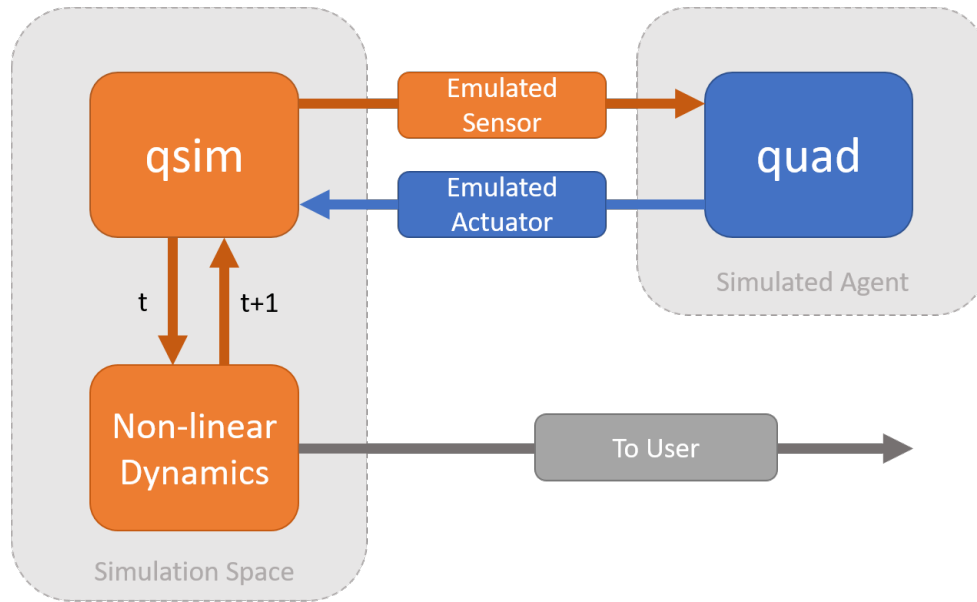 Emulated
Sensor
qsim
quad
Emulated
Actuator
Simulated Agent
t
t+1
Non-linear
Dynamics
To User
Simulation Space